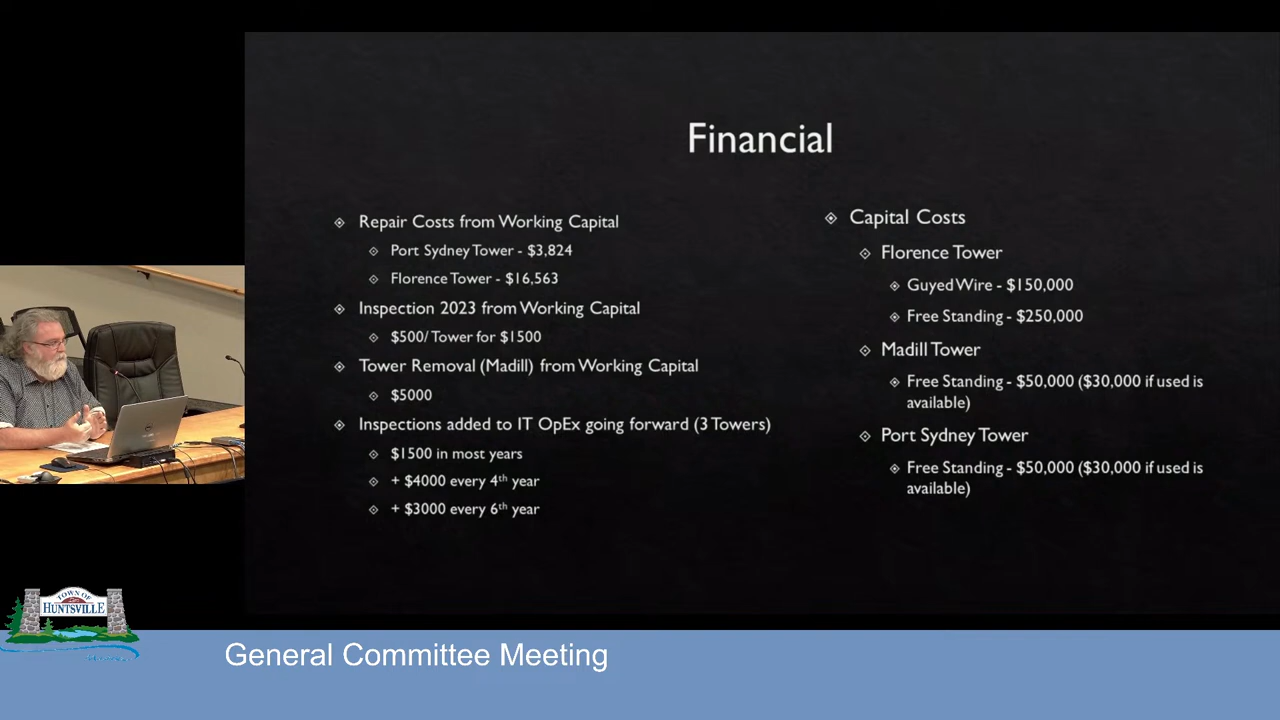 Financial
Repair Costs from Working Capital
Port Sydney Tower - $3,824
Florence Tower - $16,563
Inspection 2023 from Working Capital
$500/ Tower for $1500
Tower Removal (Madill) from Working Capital
$5000
Inspections added to IT OpEx going forward (3 Towers)
$1500 in most years
+ $4000 every 4th year
+ $3000 every 6th year
Capital Costs
Florence Tower
Guyed Wire - $150,000
Free Standing - $250,000
Madill Tower
Free Standing - $50,000 ($30,000 if used is
available)
Port Sydney Tower
Free Standing - $50,000 ($30,000 if used is
available)
TOWN OF
HUNTSVILLE
General Committee Meeting